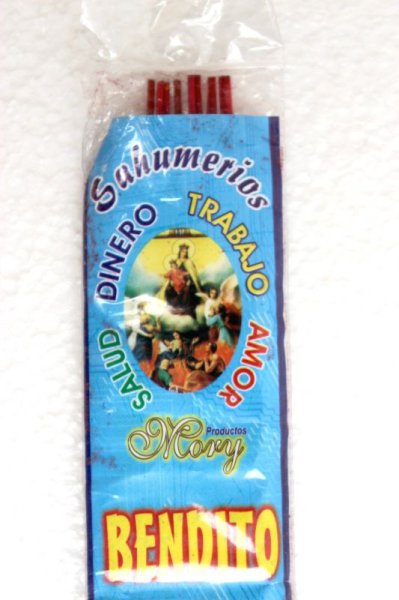 Sahumerios
SALUD DINERO TRABAJO AMOR
Productos
Mory
BENDITO